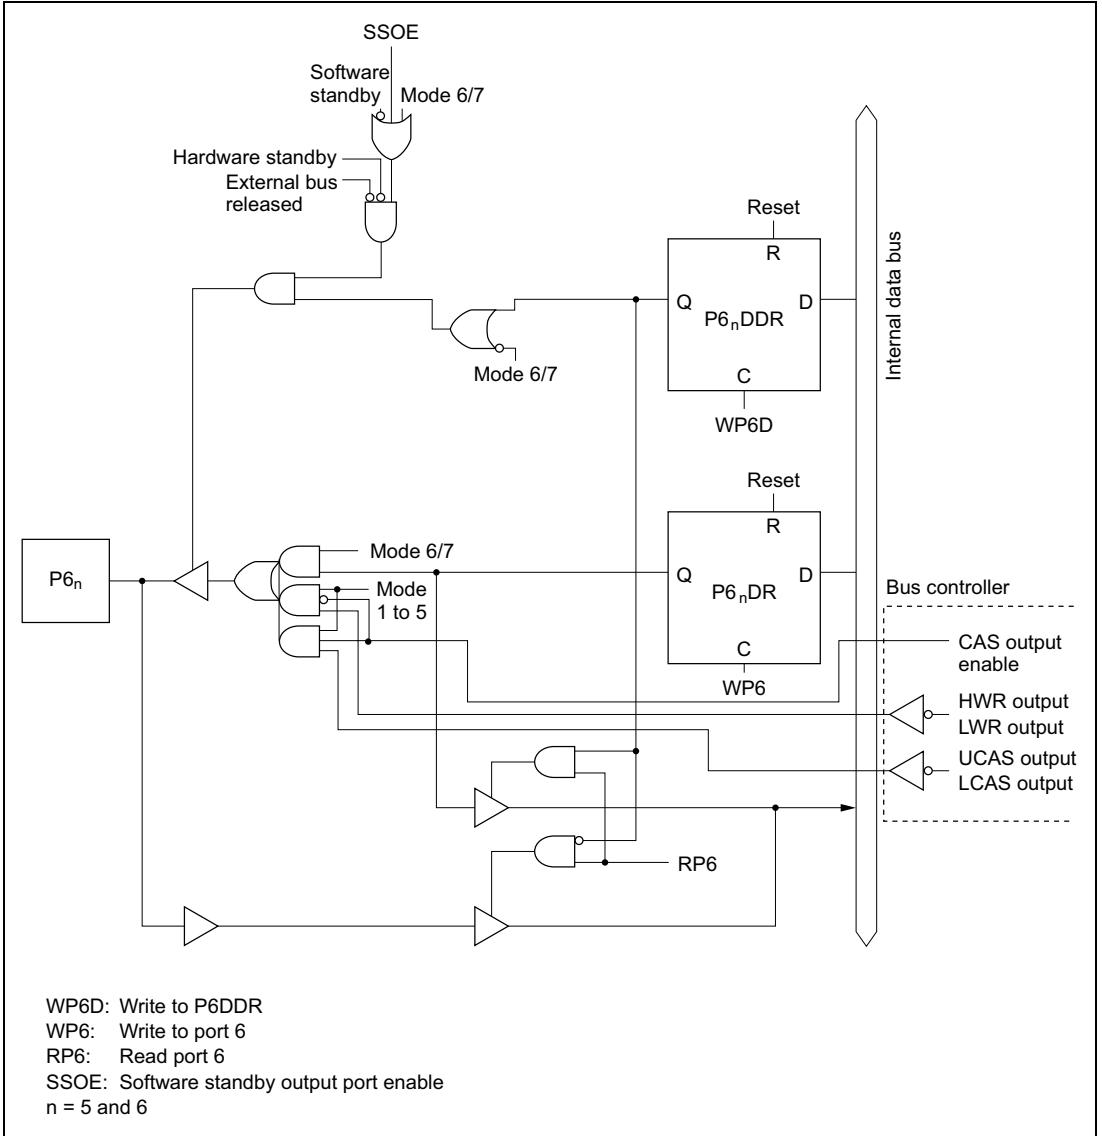 SSOE
Software
standby
Mode 6/7
Hardware standby
External bus
released
Reset
R
Q
D
P6nDDR
C
WP6D
Internal data bus
Mode 6/7
Reset
R
Q
D
P6nDR
C
WP6
P6n
Mode 6/7
Mode
1 to 5
Bus controller
CAS output
enable
HWR output
LWR output
UCAS output
LCAS output
RP6
WP6D: Write to P6DDR
WP6: Write to port 6
RP6: Read port 6
SSOE: Software standby output port enable
n = 5 and 6